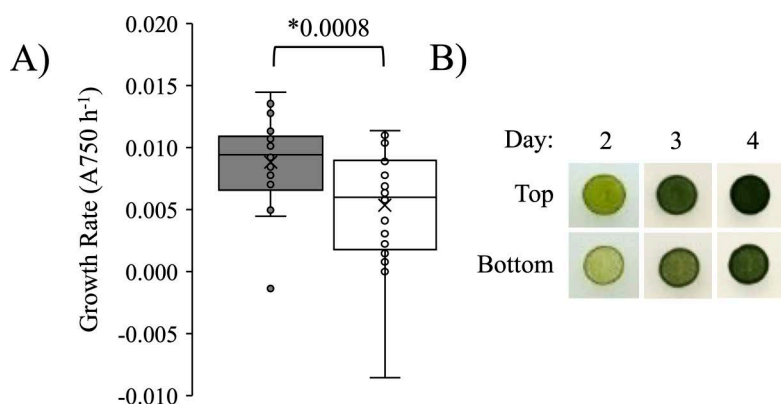 A)
Growth Rate (A750 h⁻¹)
0.020
0.015
0.010
0.005
0.000
-0.005
-0.010
*0.0008
B)
Day: 2 3 4
Top
Bottom